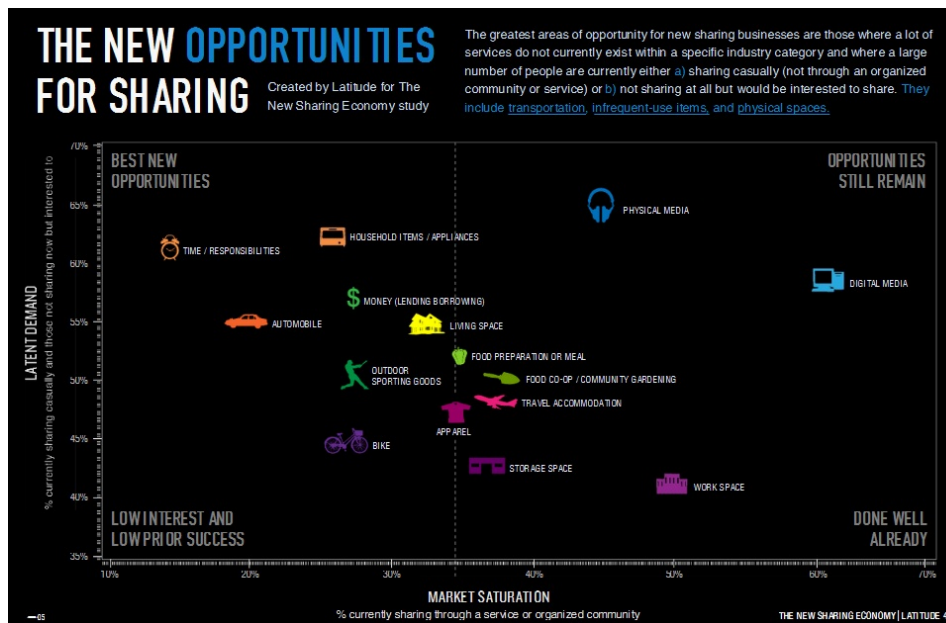 THE NEW OPPORTUNITIES
FOR SHARING
Created by Latitude for The
New Sharing Economy study
The greatest areas of opportunity for new sharing businesses are those where a lot of
services do not currently exist within a specific industry category and where a large
number of people are currently either a) sharing casually (not through an organized
community or service) or b) not sharing at all but would be interested to share. They
include transportation, infrequent-use items, and physical spaces.
LATENT DEMAND
% currently sharing casually and those not sharing now but interested to
70%
65%
60%
55%
50%
45%
40%
35%
BEST NEW
OPPORTUNITIES
OPPORTUNITIES
STILL REMAIN
PHYSICAL MEDIA
TIME / RESPONSIBILITIES
HOUSEHOLD ITEMS / APPLIANCES
DIGITAL MEDIA
$
MONEY (LENDING BORROWING)
AUTOMOBILE
LIVING SPACE
FOOD PREPARATION OR MEAL
OUTDOOR
SPORTING GOODS
FOOD CO-OP / COMMUNITY GARDENING
TRAVEL ACCOMMODATION
APPAREL
BIKE
STORAGE SPACE
WORK SPACE
LOW INTEREST AND
LOW PRIOR SUCCESS
DONE WELL
ALREADY
10%
20%
30%
40%
50%
60%
70%
MARKET SATURATION
% currently sharing through a service or organized community
05
THE NEW SHARING ECONOMY | LATITUDE 4